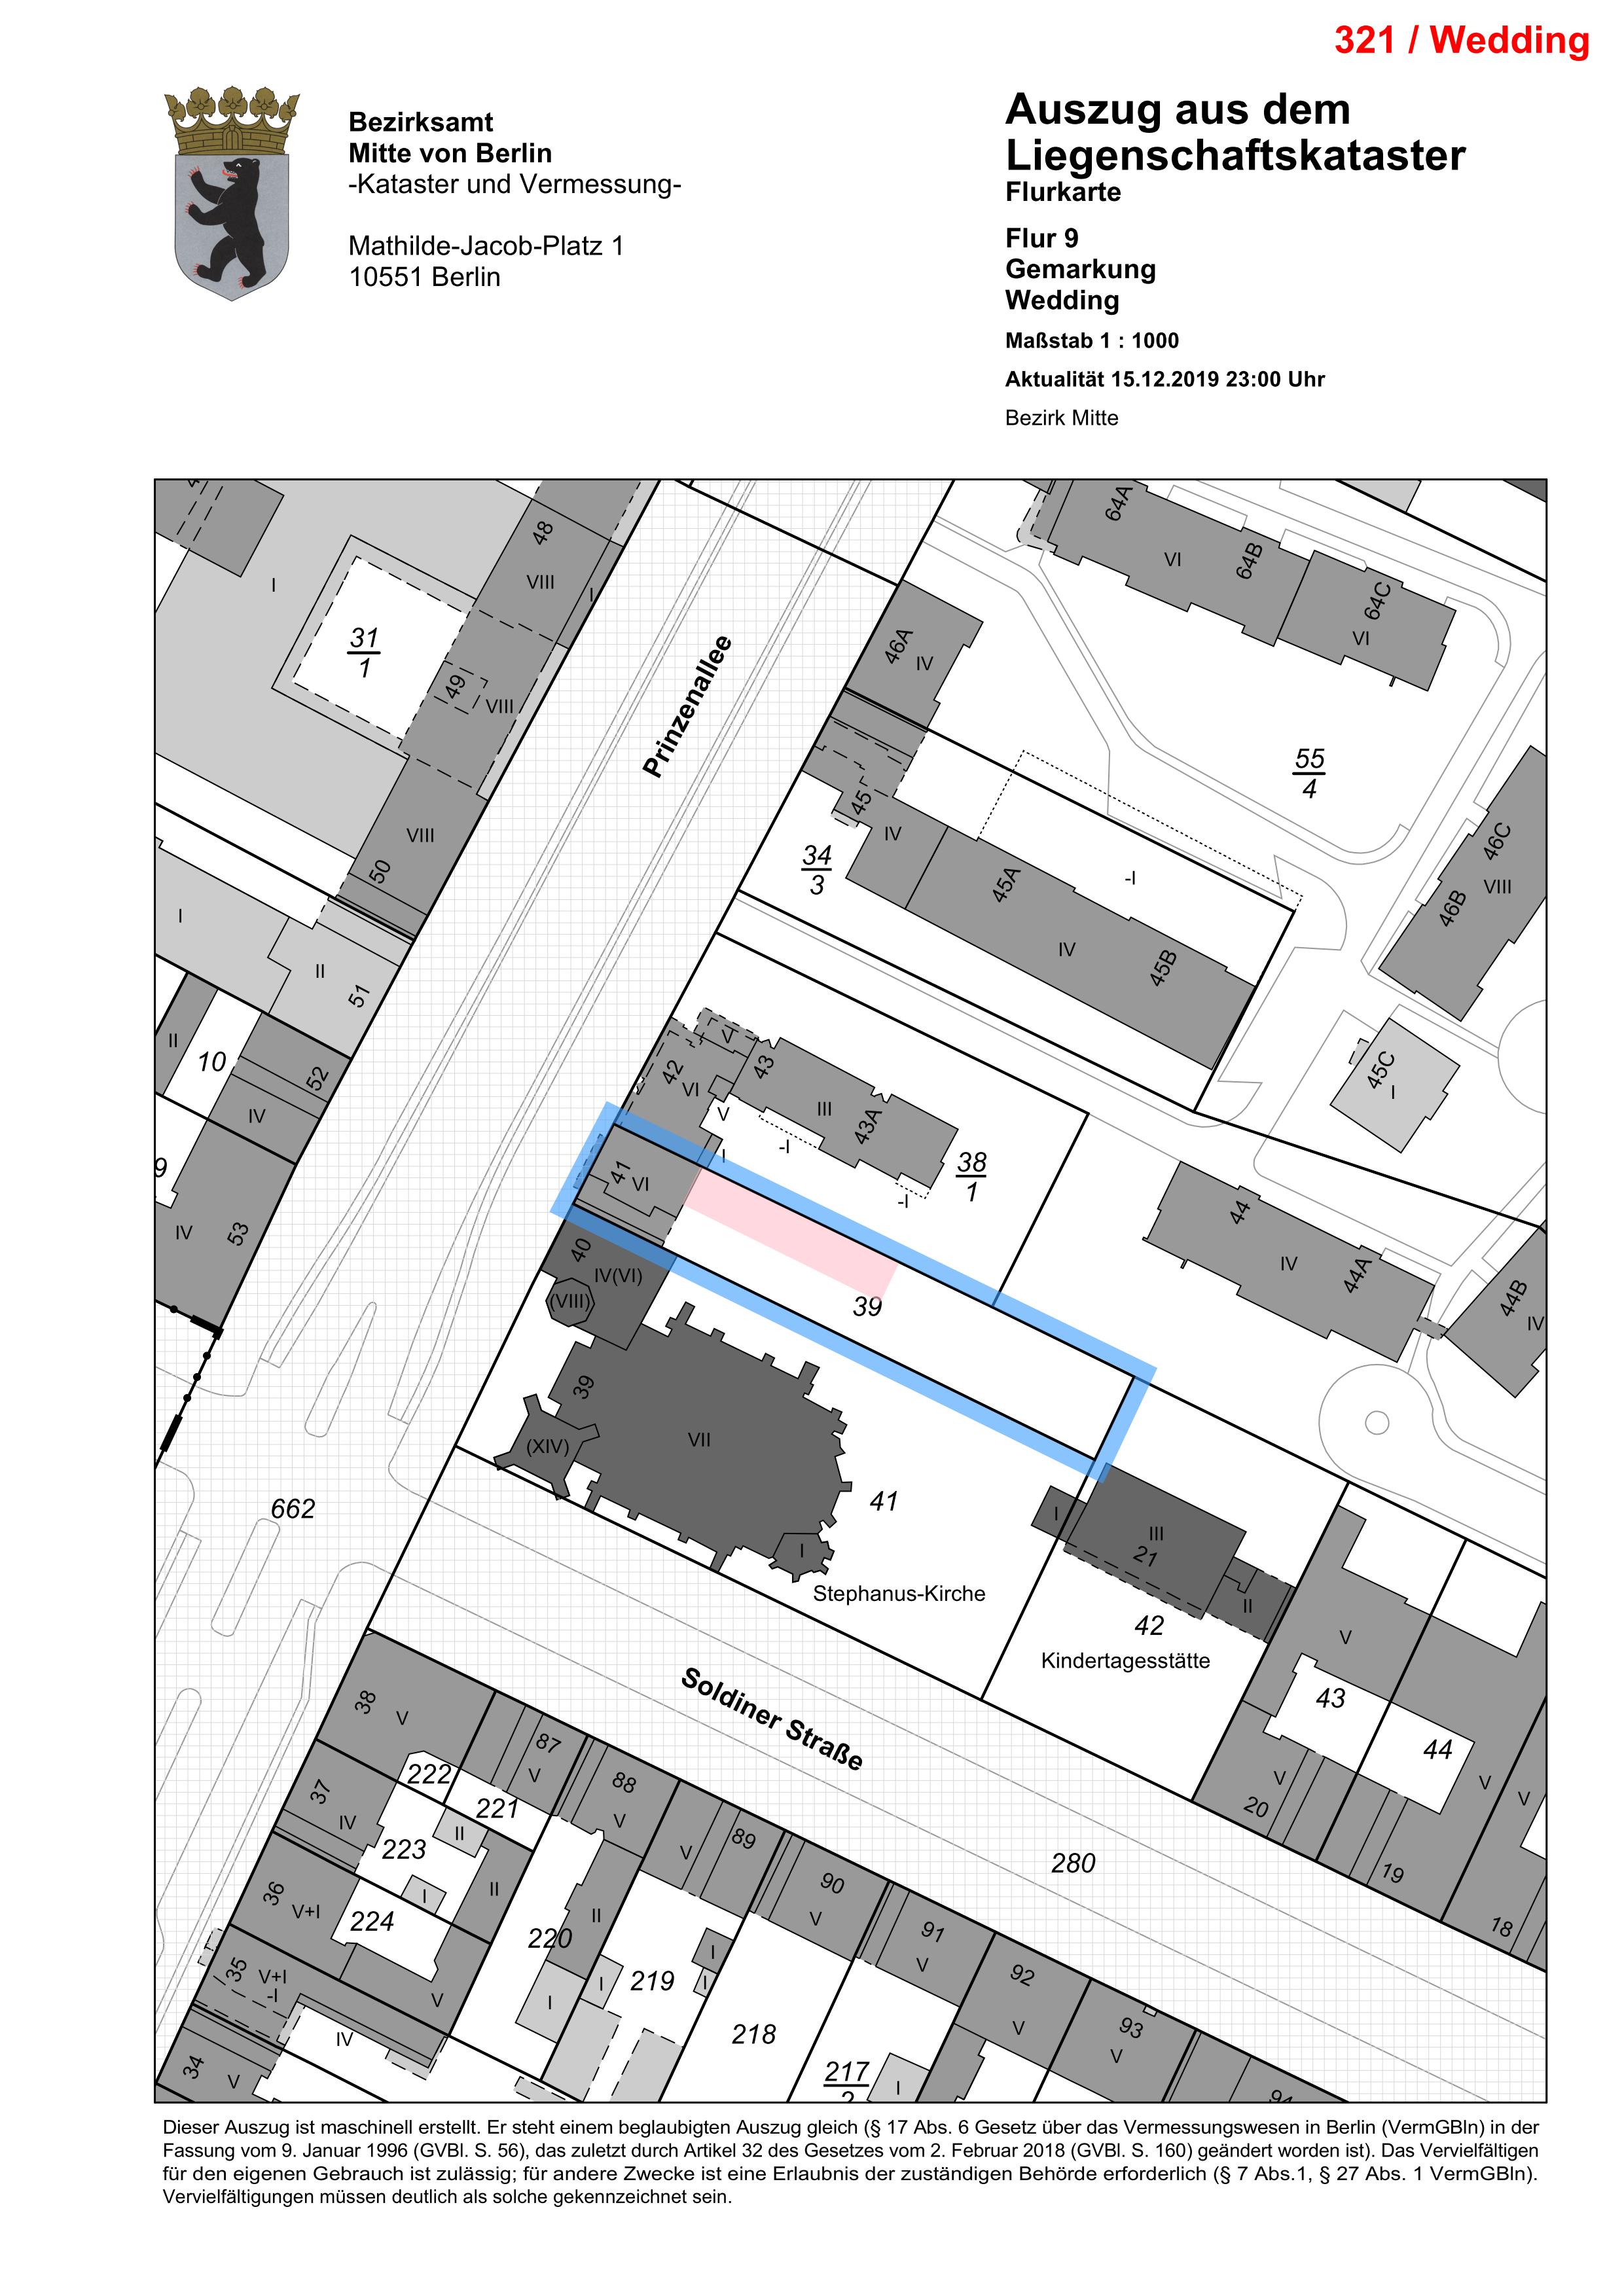 321 / Wedding
Bezirksamt
Mitte von Berlin
-Kataster und Vermessung-
Mathilde-Jacob-Platz 1
10551 Berlin
Auszug aus dem
Liegenschaftskataster
Flurkarte
Flur 9
Gemarkung
Wedding
Maßstab 1 : 1000
Aktualität 15.12.2019 23:00 Uhr
Bezirk Mitte
48
VIII
I
I
31
1
49
VIII
VIII
50
I
II
51
II
10
52
IV
9
IV
53
Prinzenallee
64A
VI
64B
64C
VI
46A
IV
55
4
45
IV
34
3
45A
-I
IV
45B
46C
VIII
46B
45C
I
V
42
VI
43
V
III
43A
-I
38
1
-I
I
41
VI
44
IV
44A
44B
IV
40
IV(VI)
(VIII)
39
39
(XIV)
VII
41
I
Stephanus-Kirche
662
I
III
21
II
42
Kindertagesstätte
V
43
44
V
V
V
20
19
18
Soldiner Straße
280
38
V
87
V
222
221
37
IV
223
II
I
II
88
V
V
89
36
V+I
224
V
220
II
I
219
I
I
I
90
V
91
V
92
V
93
V
94
35
V+I
-I
IV
34
V
218
217
2
I
Dieser Auszug ist maschinell erstellt. Er steht einem beglaubigten Auszug gleich (§ 17 Abs. 6 Gesetz über das Vermessungswesen in Berlin (VermGBln) in der
Fassung vom 9. Januar 1996 (GVBl. S. 56), das zuletzt durch Artikel 32 des Gesetzes vom 2. Februar 2018 (GVBl. S. 160) geändert worden ist). Das Vervielfältigen
für den eigenen Gebrauch ist zulässig; für andere Zwecke ist eine Erlaubnis der zuständigen Behörde erforderlich (§ 7 Abs.1, § 27 Abs. 1 VermGBln).
Vervielfältigungen müssen deutlich als solche gekennzeichnet sein.